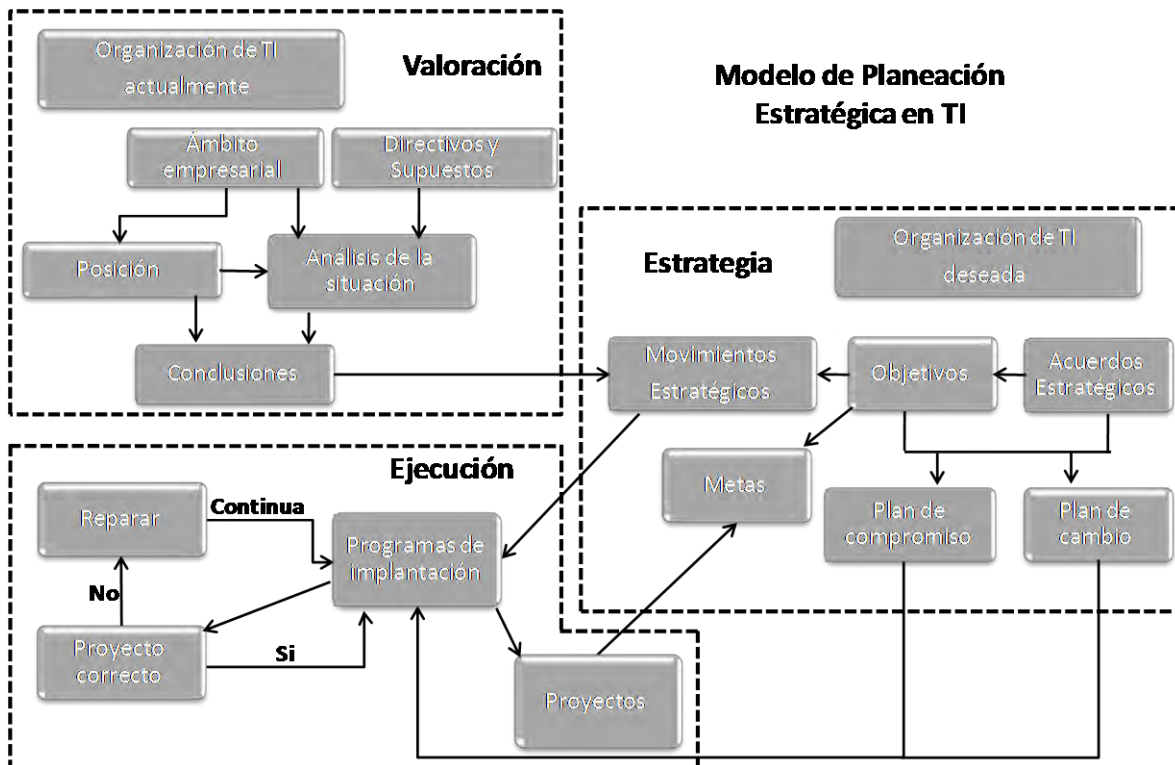 Organización de TI
actualmente
Valoración
Modelo de Planeación
Estratégica en TI
Ámbito
empresarial
Directivos y
Supuestos
Posición
Análisis de la
situación
Conclusiones
Estrategia
Organización de TI
deseada
Movimientos
Estratégicos
Objetivos
Acuerdos
Estratégicos
Metas
Plan de
compromiso
Plan de
cambio
Ejecución
Reparar
Continua
Programas de
implantación
No
Proyecto
correcto
Si
Proyectos